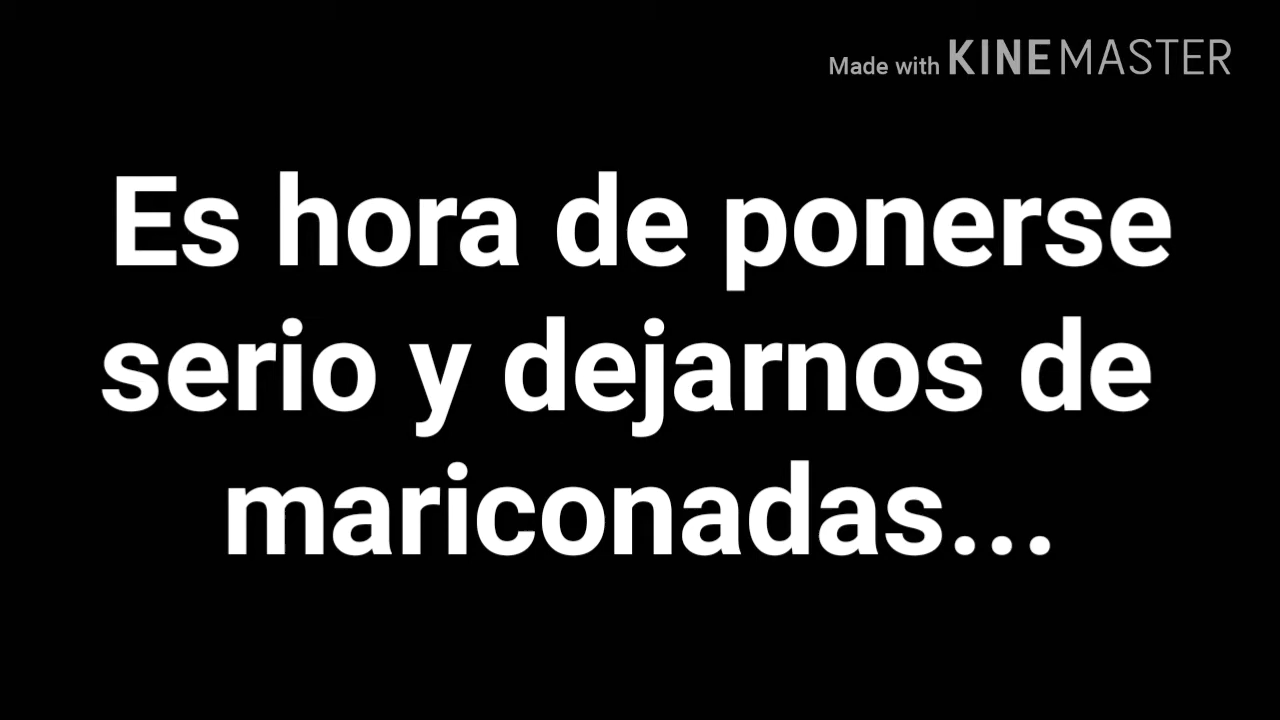 Made with KINEMASTER
Es hora de ponerse
serio y dejarnos de
mariconadas...